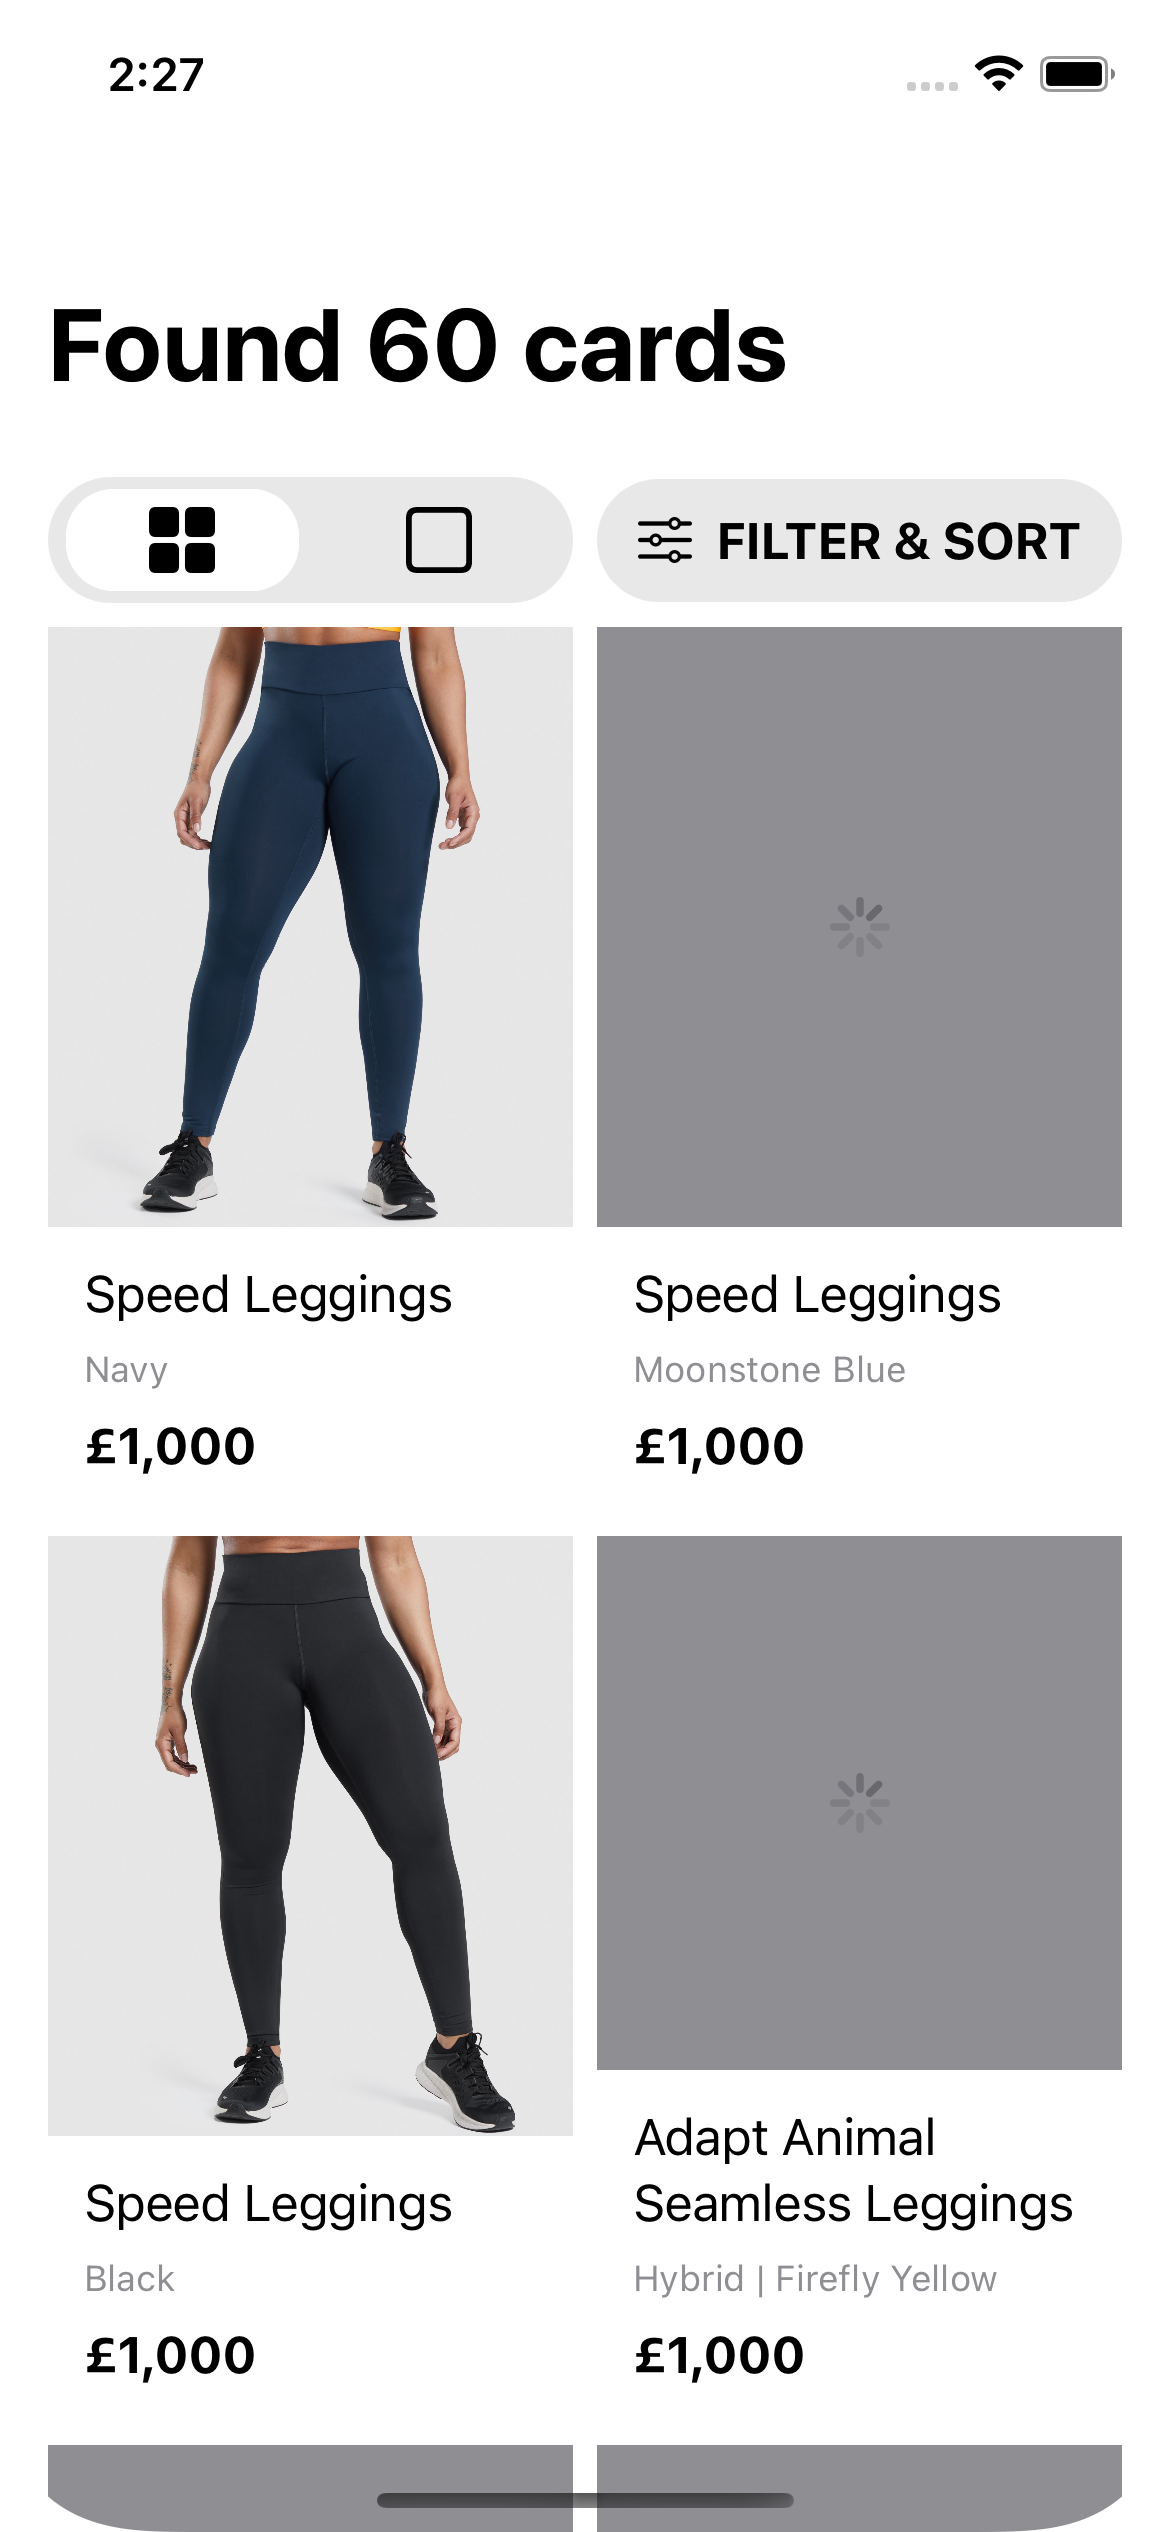 2:27
Found 60 cards
FILTER & SORT
Speed Leggings
Navy
£1,000
Speed Leggings
Moonstone Blue
£1,000
Speed Leggings
Black
£1,000
Adapt Animal
Seamless Leggings
Hybrid | Firefly Yellow
£1,000